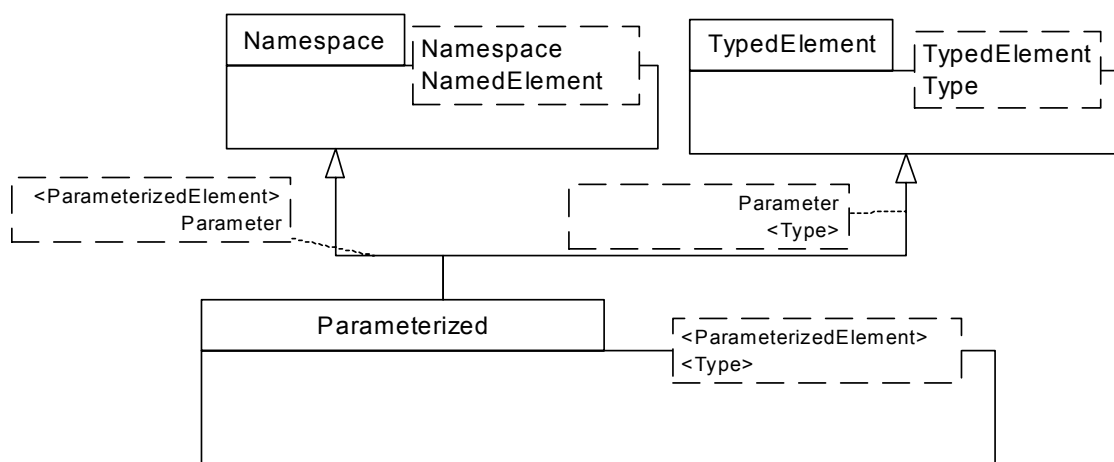 Namespace
Namespace
NamedElement
TypedElement
TypedElement
Type
<ParameterizedElement>
Parameter
Parameter
<Type>
Parameterized
<ParameterizedElement>
<Type>